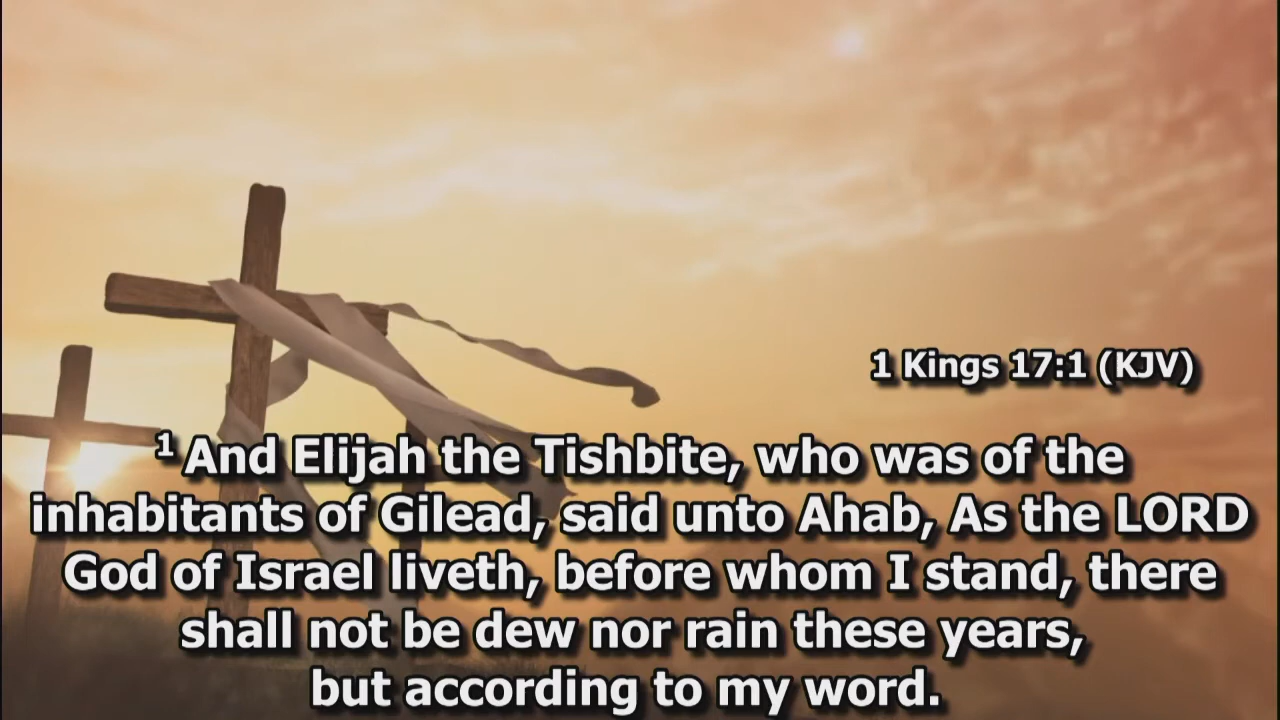 1 Kings 17:1 (KJV)
1 And Elijah the Tishbite, who was of the
inhabitants of Gilead, said unto Ahab, As the LORD
God of Israel liveth, before whom I stand, there
shall not be dew nor rain these years,
but according to my word.